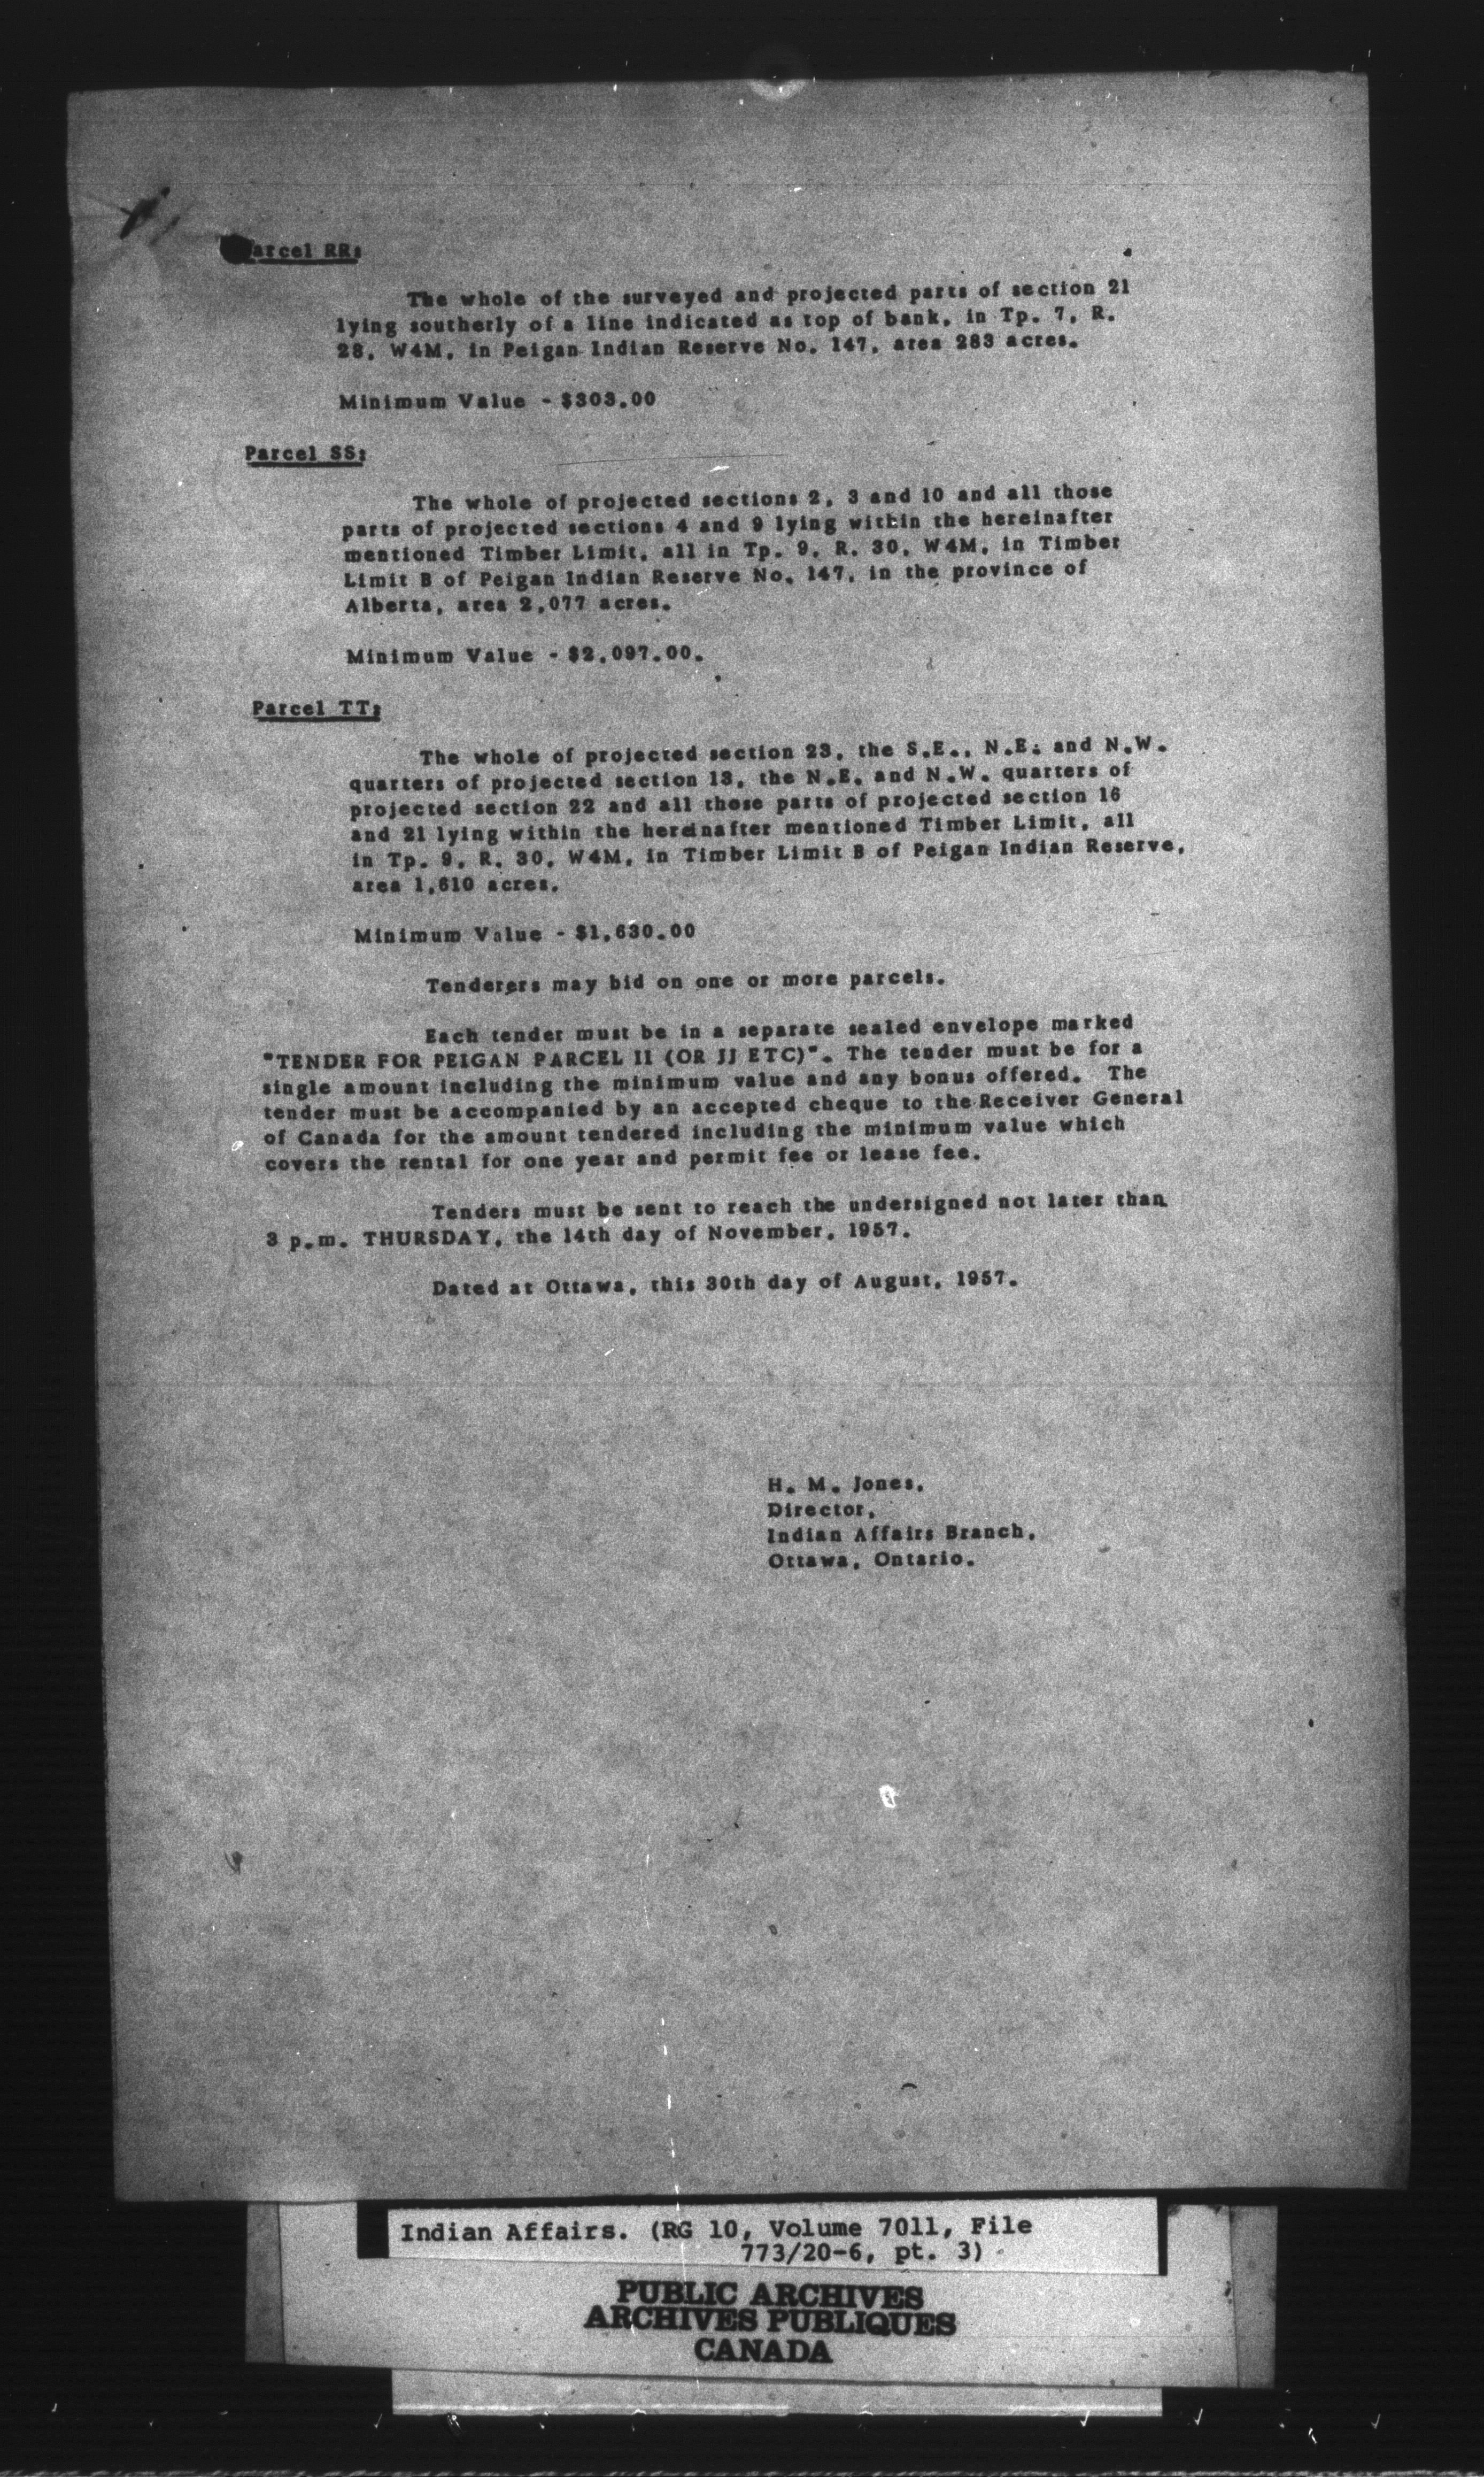 Parcel RR:
The whole of the surveyed and projected parts of section 21
lying southerly of a line indicated as top of bank, in Tp. 7, R.
28, W4M, in Peigan Indian Reserve No. 147, area 283 acres.
Minimum Value - $303.00
Parcel SS:
The whole of projected sections 2, 3 and 10 and all those
parts of projected sections 4 and 9 lying within the hereinafter
mentioned Timber Limit, all in Tp. 9, R. 30, W4M, in Timber
Limit B of Peigan Indian Reserve No. 147, in the province of
Alberta, area 2,077 acres.
Minimum Value - $2,097.00.
Parcel TT:
The whole of projected section 23, the S.E., N.E. and N.W.
quarters of projected section 13, the N.E. and N.W. quarters of
projected section 22 and all those parts of projected section 16
and 21 lying within the hereinafter mentioned Timber Limit, all
in Tp. 9, R. 30, W4M, in Timber Limit B of Peigan Indian Reserve,
area 1,610 acres.
Minimum Value - $1,630.00
Tenderers may bid on one or more parcels.
Each tender must be in a separate sealed envelope marked
"TENDER FOR PEIGAN PARCEL II (OR JJ ETC)". The tender must be for a
single amount including the minimum value and any bonus offered. The
tender must be accompanied by an accepted cheque to the Receiver General
of Canada for the amount tendered including the minimum value which
covers the rental for one year and permit fee or lease fee.
Tenders must be sent to reach the undersigned not later than
3 p.m. THURSDAY, the 14th day of November, 1957.
Dated at Ottawa, this 30th day of August, 1957.
H. M. Jones,
Director,
Indian Affairs Branch,
Ottawa, Ontario.
Indian Affairs. (RG 10, Volume 7011, File
773/20-6, pt. 3)
PUBLIC ARCHIVES
ARCHIVES PUBLIQUES
CANADA